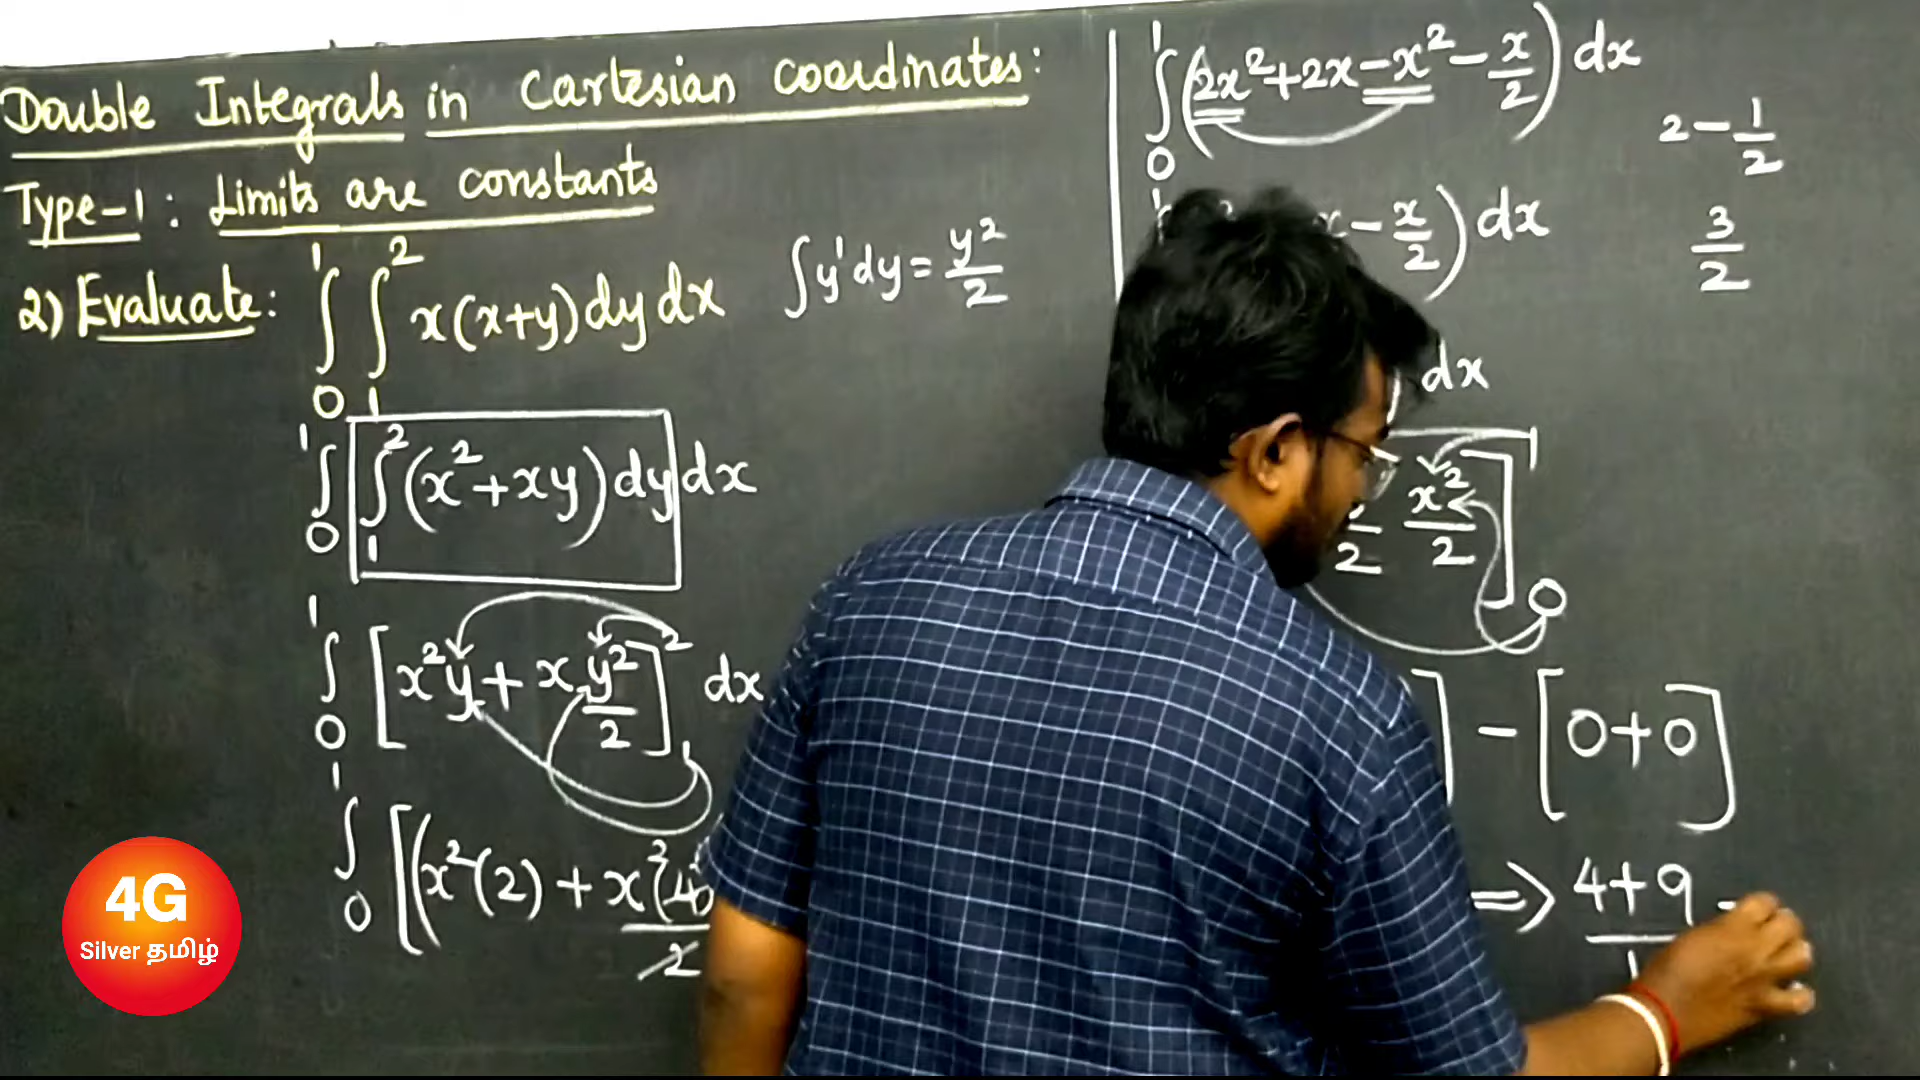 Double Integrals in Cartesian coordinates:
Type-1: Limits are constants
2) Evaluate: ∫₀¹ ∫₁² x(x+y) dy dx
∫y¹dy = y²/2
∫₀¹ ∫₁² (x²+xy) dy dx
∫₀¹ [x²y + x y²/2]₁² dx
∫₀¹ [(x²(2) + x(4)/2
∫₀¹ (2x²+2x-x²-x/2) dx
2-1/2
x/2) dx
3/2
dx
/2 x²/2]₀¹
] - [0+0]
⇒ 4+9
4G
Silver தமிழ்